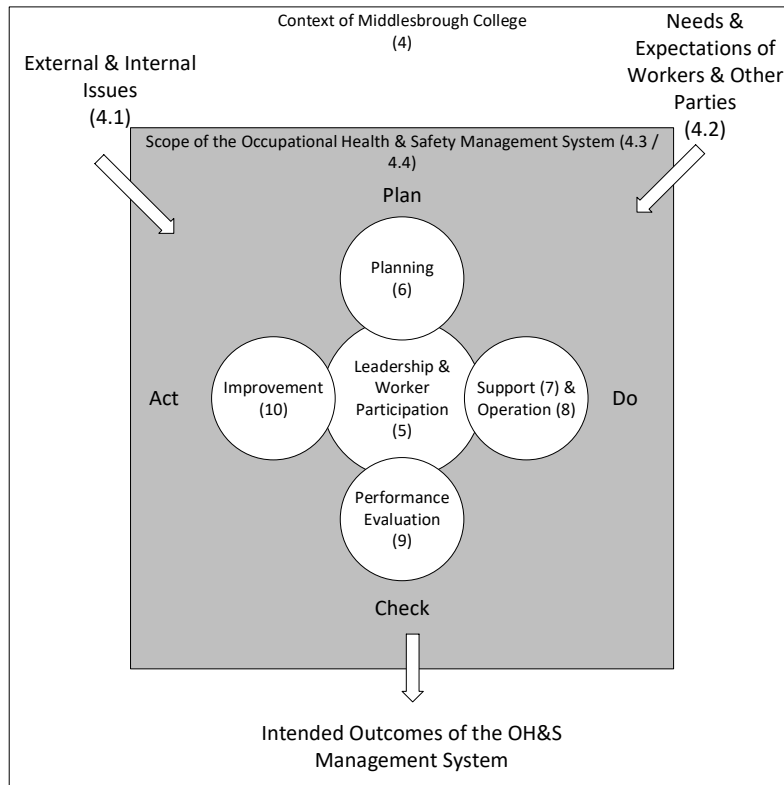 Context of Middlesbrough College
(4)
External & Internal
Issues
(4.1)
Needs &
Expectations of
Workers & Other
Parties
(4.2)
Scope of the Occupational Health & Safety Management System (4.3 /
4.4)
Plan
Planning
(6)
Act
Improvement
(10)
Leadership &
Worker
Participation
(5)
Support (7) &
Operation (8)
Do
Performance
Evaluation
(9)
Check
Intended Outcomes of the OH&S
Management System